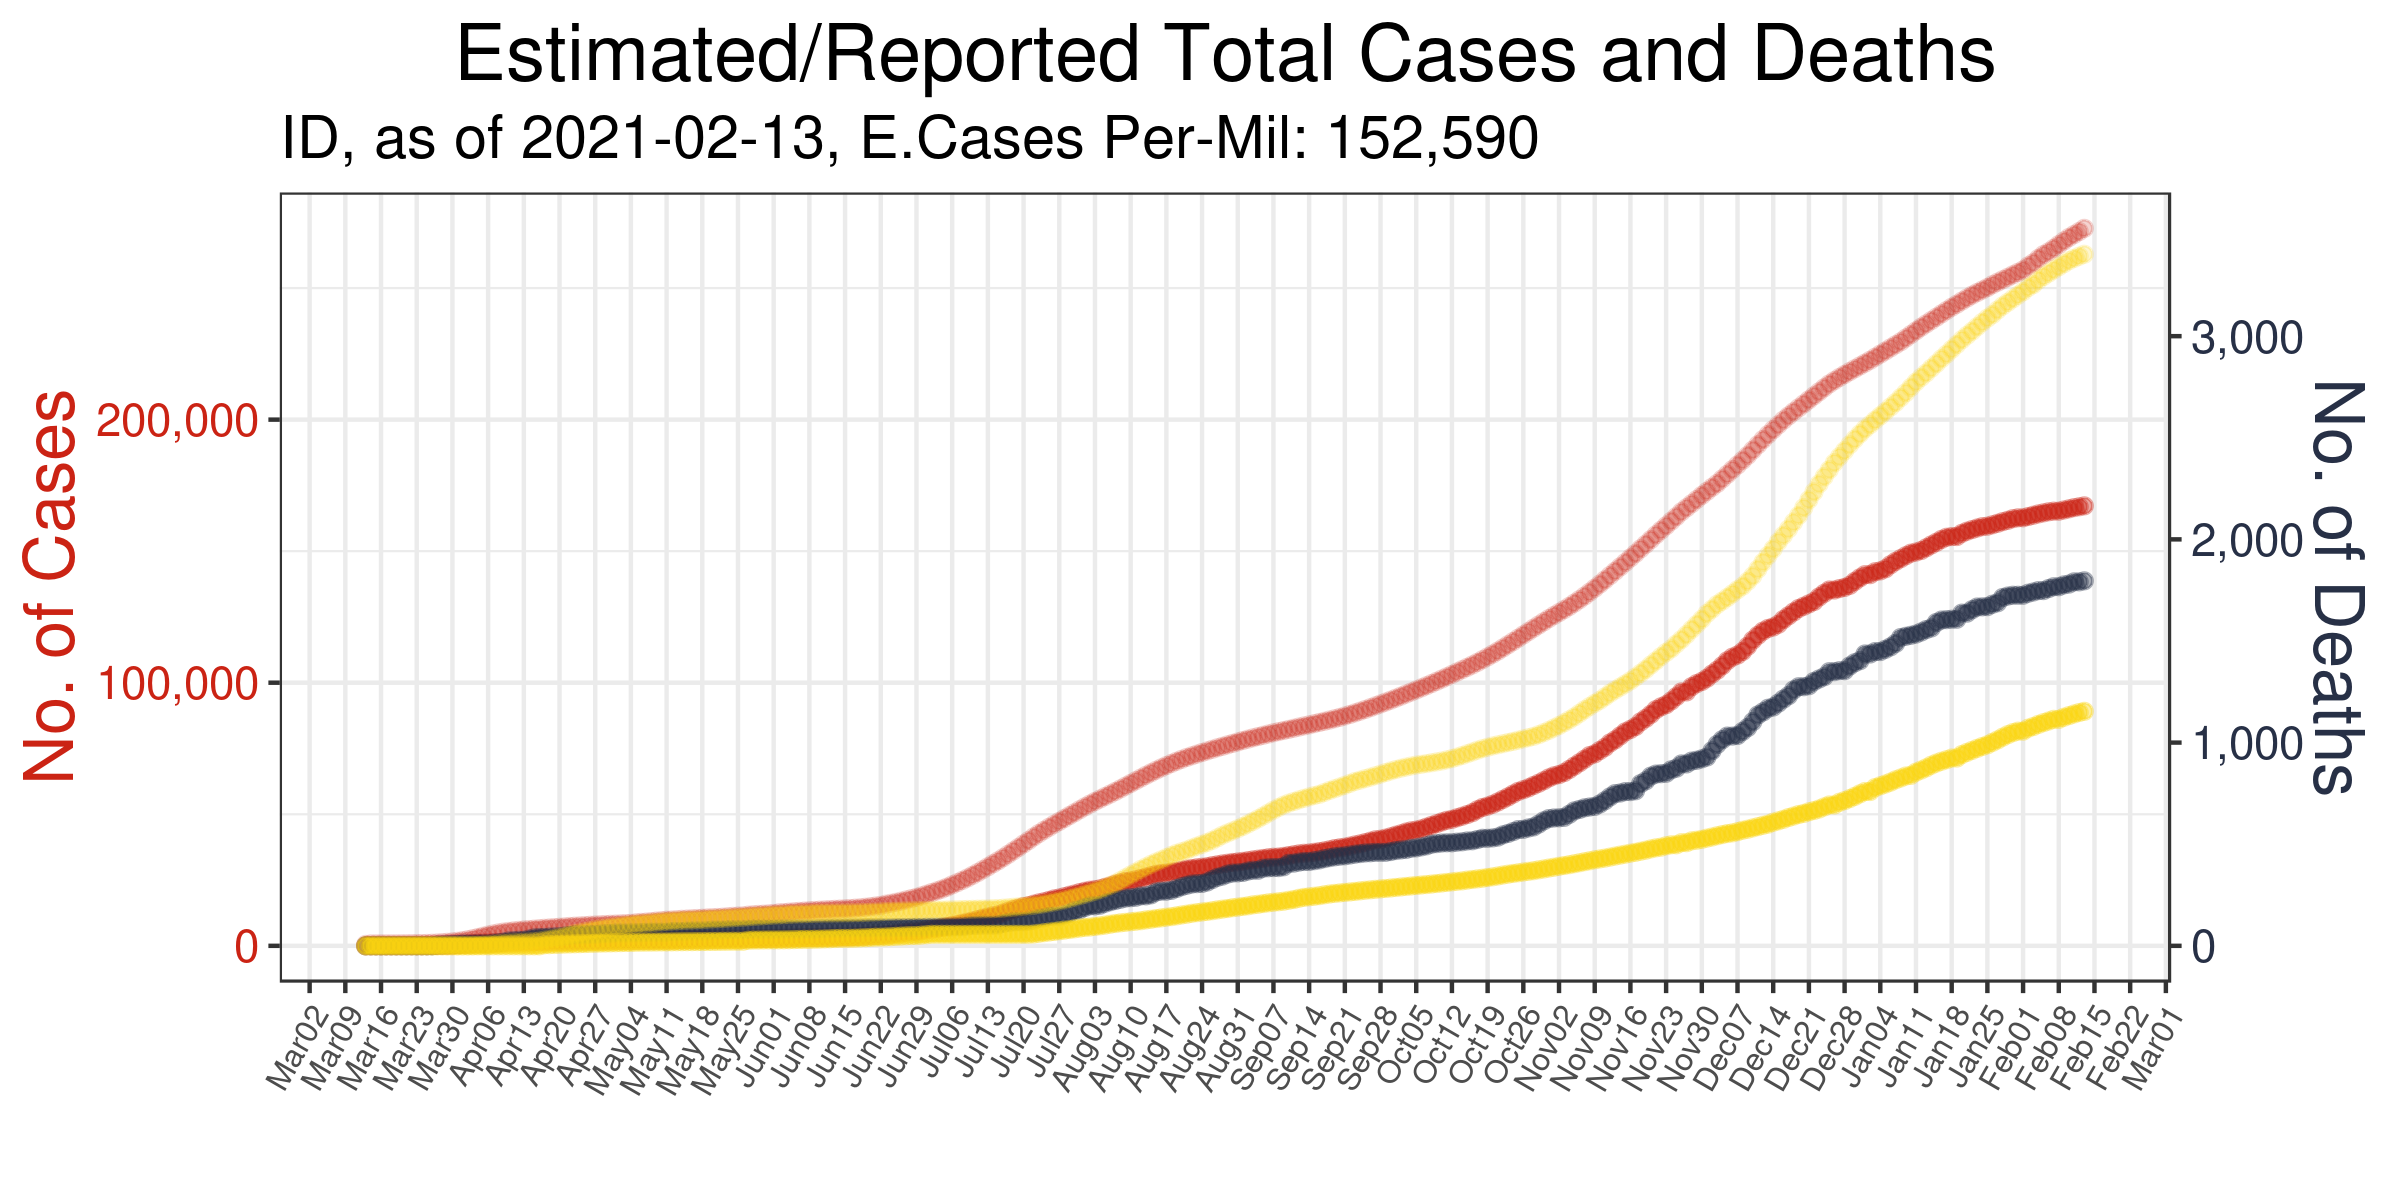 Estimated/Reported Total Cases and Deaths
ID, as of 2021-02-13, E.Cases Per-Mil: 152,590
No. of Cases
200,000
100,000
0
3,000
2,000
1,000
0
No. of Deaths
Mar02
Mar09
Mar16
Mar23
Mar30
Apr06
Apr13
Apr20
Apr27
May04
May11
May18
May25
Jun01
Jun08
Jun15
Jun22
Jun29
Jul06
Jul13
Jul20
Jul27
Aug03
Aug10
Aug17
Aug24
Aug31
Sep07
Sep14
Sep21
Sep28
Oct05
Oct12
Oct19
Oct26
Nov02
Nov09
Nov16
Nov23
Nov30
Dec07
Dec14
Dec21
Dec28
Jan04
Jan11
Jan18
Jan25
Feb01
Feb08
Feb15
Feb22
Mar01